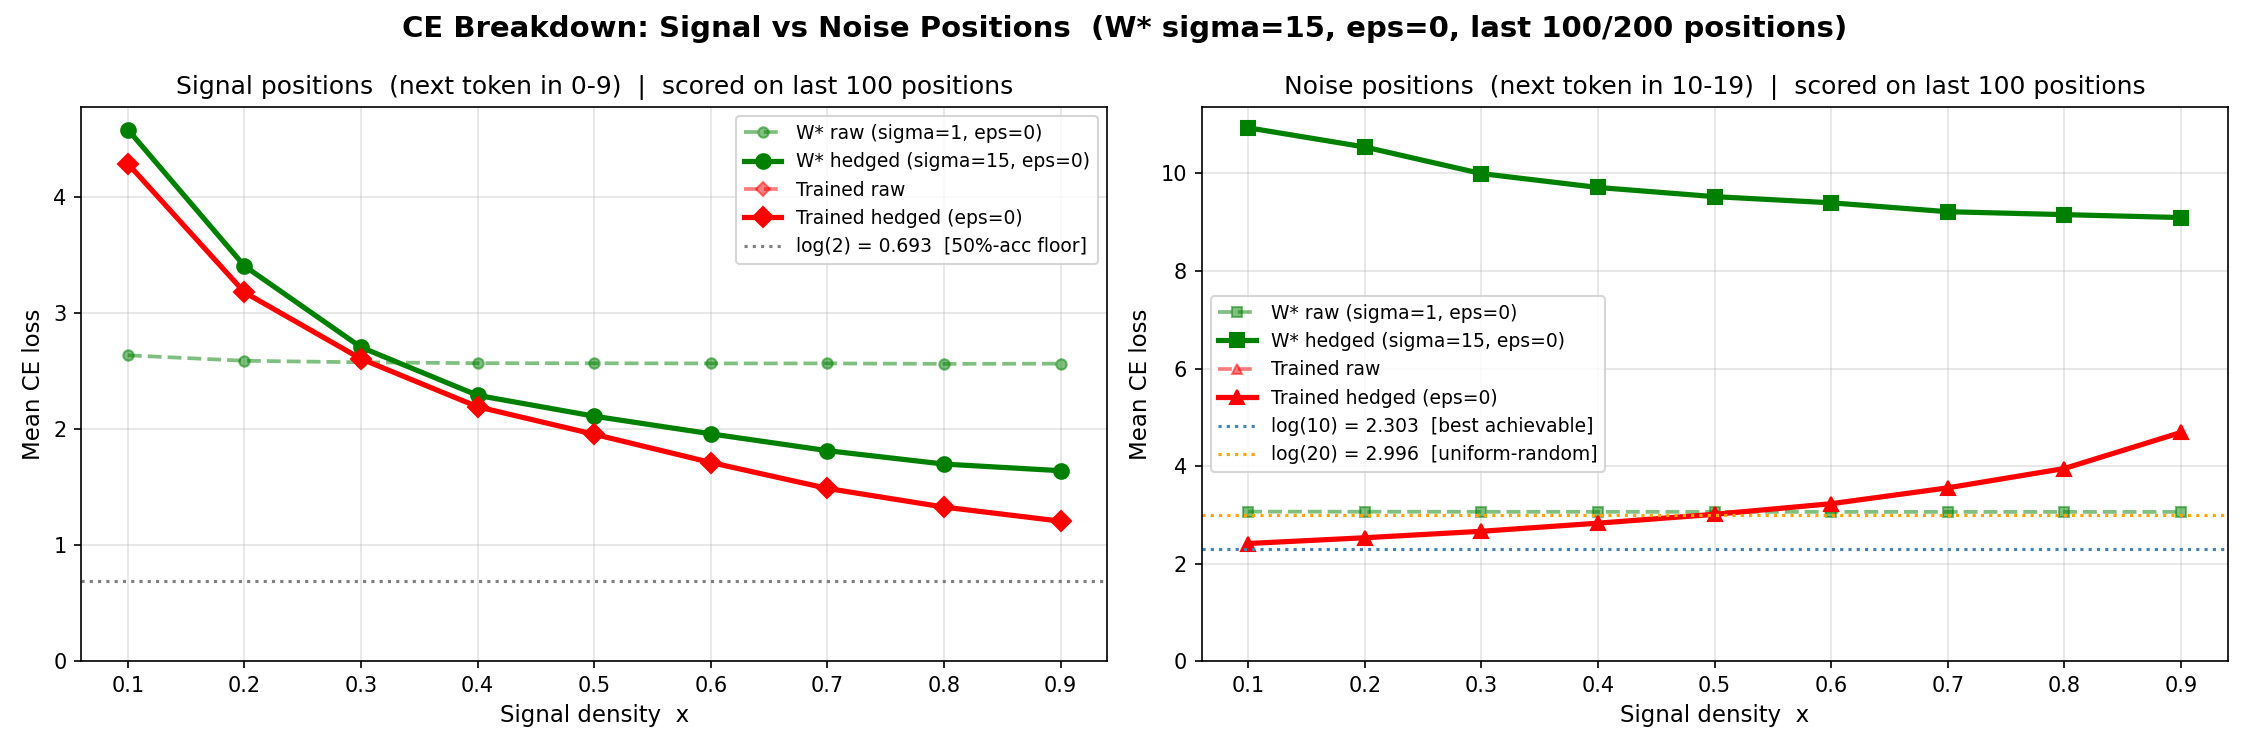 CE Breakdown: Signal vs Noise Positions  (W* sigma=15, eps=0, last 100/200 positions)
Signal positions  (next token in 0-9)  |  scored on last 100 positions
Mean CE loss
4
3
2
1
0
W* raw (sigma=1, eps=0)
W* hedged (sigma=15, eps=0)
Trained raw
Trained hedged (eps=0)
log(2) = 0.693  [50%-acc floor]
0.1 0.2 0.3 0.4 0.5 0.6 0.7 0.8 0.9
Signal density  x
Noise positions  (next token in 10-19)  |  scored on last 100 positions
Mean CE loss
10
8
6
4
2
0
W* raw (sigma=1, eps=0)
W* hedged (sigma=15, eps=0)
Trained raw
Trained hedged (eps=0)
log(10) = 2.303  [best achievable]
log(20) = 2.996  [uniform-random]
0.1 0.2 0.3 0.4 0.5 0.6 0.7 0.8 0.9
Signal density  x